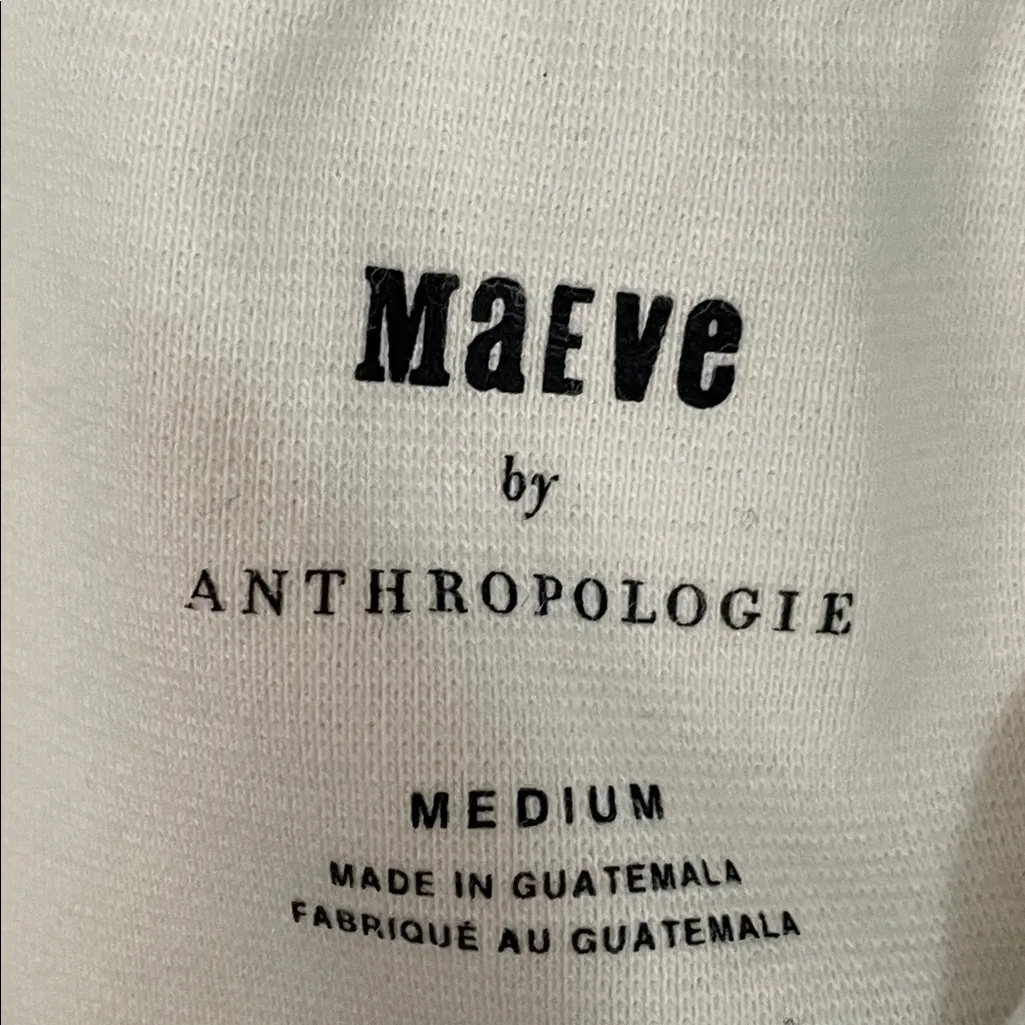 MaEve
by
ANTHROPOLOGIE
MEDIUM
MADE IN GUATEMALA
FABRIQUÉ AU GUATEMALA